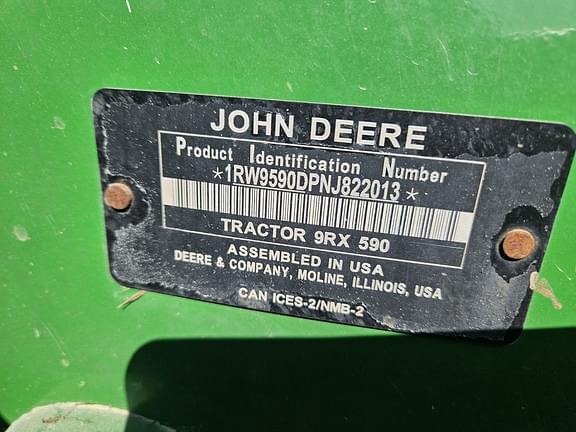 JOHN DEERE
Product Identification Number
*1RW9590DPNJ822013*
TRACTOR 9RX 590
ASSEMBLED IN USA
DEERE & COMPANY, MOLINE, ILLINOIS, USA
CAN ICES-2/NMB-2